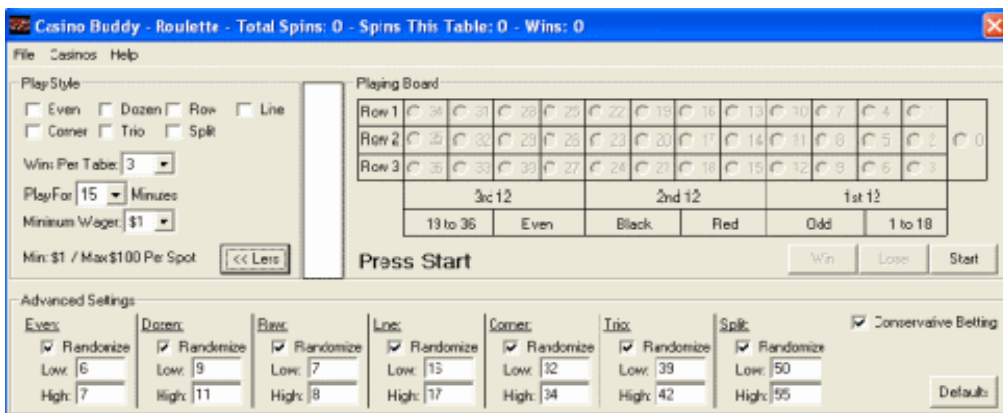 Casino Buddy - Roulette - Total Spins: 0 - Spins This Table: 0 - Wins: 0
File Casinos Help
Play Style
Even Dozen Row Line
Corner Trio Split
Wins Per Table: 3
Play For 15 Minutes
Minimum Wager: $1
Min: $1 / Max $100 Per Spot << Less
Playing Board
Row 1 34 31 28 25 22 19 16 13 10 7 4 1
Row 2 35 32 29 26 23 20 17 14 11 8 5 2 0
Row 3 36 33 30 27 24 21 18 15 12 9 6 3
3rd 12 2nd 12 1st 12
19 to 36 Even Black Red Odd 1 to 18
Press Start Win Lose Start
Advanced Settings
Even: Dozen: Row: Line: Corner: Trio: Split: Conservative Betting
Randomize Randomize Randomize Randomize Randomize Randomize Randomize
Low: 6 Low: 9 Low: 7 Low: 15 Low: 32 Low: 39 Low: 50
High: 7 High: 11 High: 8 High: 17 High: 34 High: 42 High: 55 Defaults